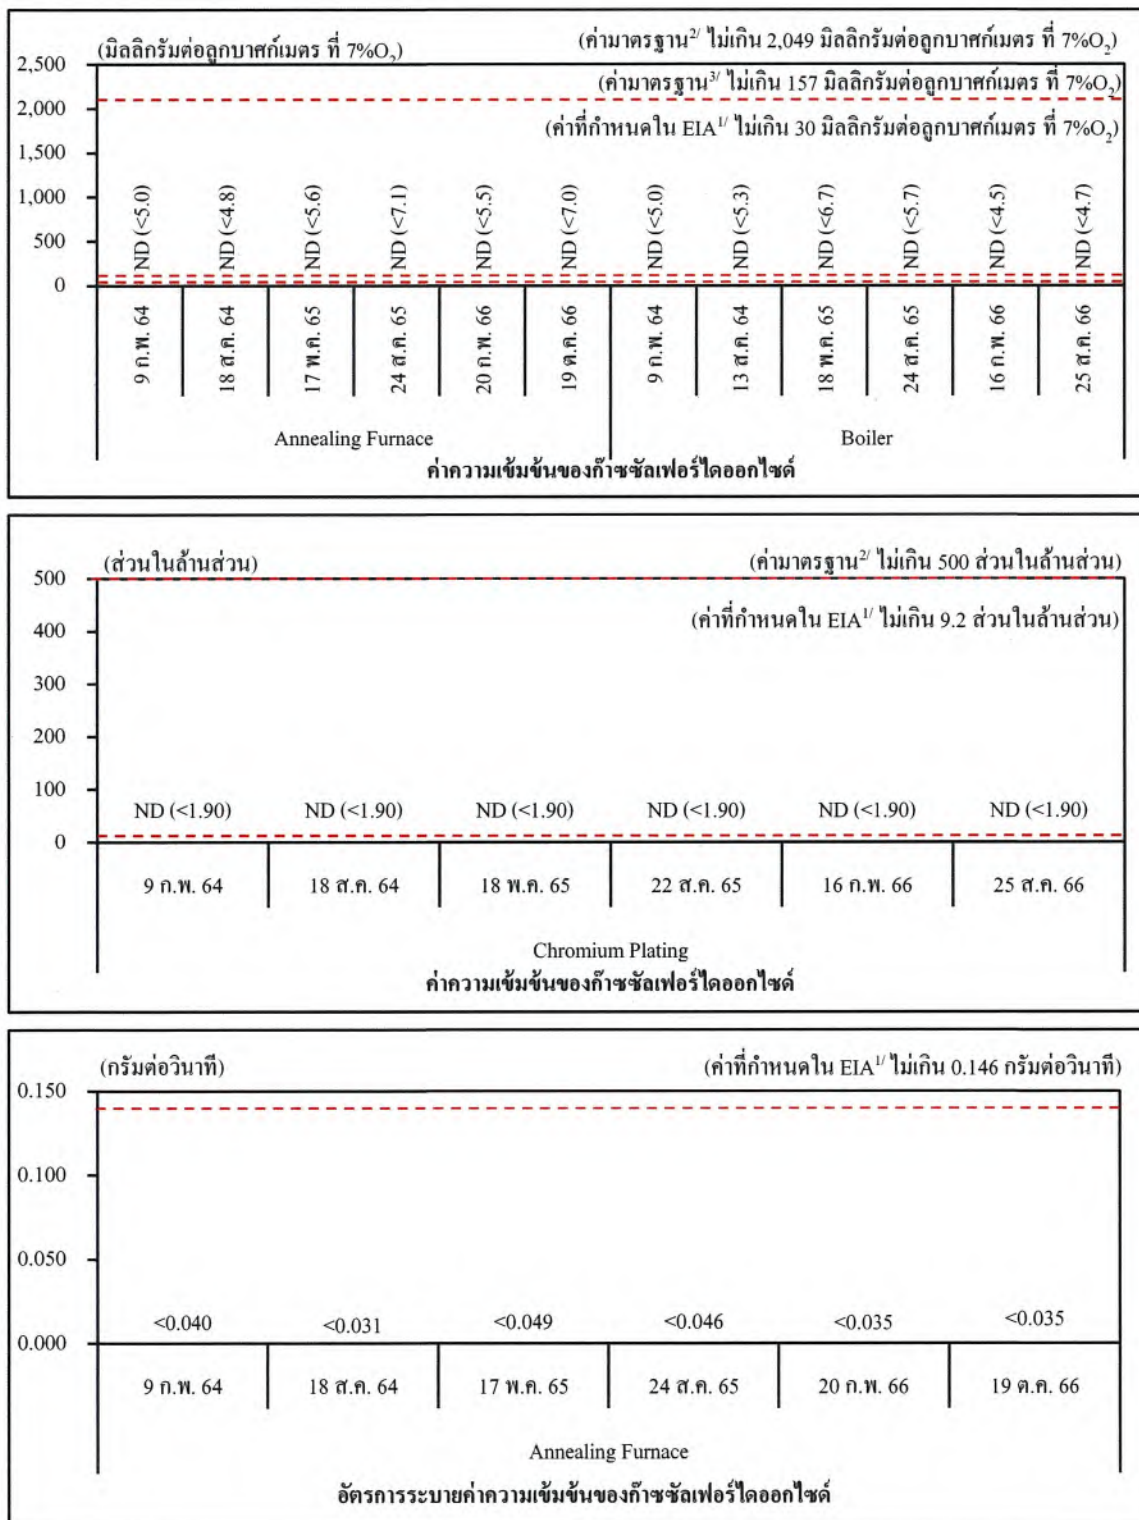 (มิลลิกรัมต่อลูกบาศก์เมตร ที่ 7%O₂)
(ค่ามาตรฐาน²/ ไม่เกิน 2,049 มิลลิกรัมต่อลูกบาศก์เมตร ที่ 7%O₂)
(ค่ามาตรฐาน³/ ไม่เกิน 157 มิลลิกรัมต่อลูกบาศก์เมตร ที่ 7%O₂)
(ค่าที่กำหนดใน EIA¹/ ไม่เกิน 30 มิลลิกรัมต่อลูกบาศก์เมตร ที่ 7%O₂)
2,500
2,000
1,500
1,000
500
0
ND (<5.0)
ND (<4.8)
ND (<5.6)
ND (<7.1)
ND (<5.5)
ND (<7.0)
ND (<5.0)
ND (<5.3)
ND (<6.7)
ND (<5.7)
ND (<4.5)
ND (<4.7)
9 ก.พ. 64
18 ส.ค. 64
17 พ.ค. 65
24 ส.ค. 65
20 ก.พ. 66
19 ต.ค. 66
9 ก.พ. 64
13 ส.ค. 64
18 พ.ค. 65
24 ส.ค. 65
16 ก.พ. 66
25 ส.ค. 66
Annealing Furnace
Boiler
ค่าความเข้มข้นของก๊าซซัลเฟอร์ไดออกไซด์
(ส่วนในล้านส่วน)
(ค่ามาตรฐาน²/ ไม่เกิน 500 ส่วนในล้านส่วน)
(ค่าที่กำหนดใน EIA¹/ ไม่เกิน 9.2 ส่วนในล้านส่วน)
500
400
300
200
100
0
ND (<1.90)
ND (<1.90)
ND (<1.90)
ND (<1.90)
ND (<1.90)
ND (<1.90)
9 ก.พ. 64
18 ส.ค. 64
18 พ.ค. 65
22 ส.ค. 65
16 ก.พ. 66
25 ส.ค. 66
Chromium Plating
ค่าความเข้มข้นของก๊าซซัลเฟอร์ไดออกไซด์
(กรัมต่อวินาที)
(ค่าที่กำหนดใน EIA¹/ ไม่เกิน 0.146 กรัมต่อวินาที)
0.150
0.100
0.050
0.000
<0.040
<0.031
<0.049
<0.046
<0.035
<0.035
9 ก.พ. 64
18 ส.ค. 64
17 พ.ค. 65
24 ส.ค. 65
20 ก.พ. 66
19 ต.ค. 66
Annealing Furnace
อัตรการระบายค่าความเข้มข้นของก๊าซซัลเฟอร์ไดออกไซด์